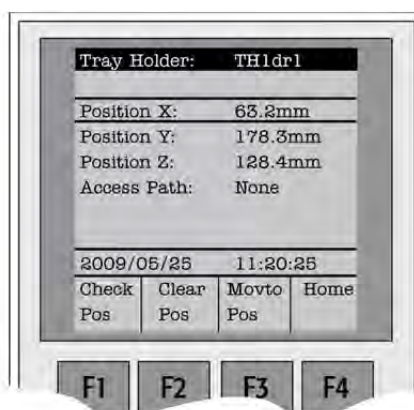 Tray Holder: TH1dr1
Position X: 63.2mm
Position Y: 178.3mm
Position Z: 128.4mm
Access Path: None
2009/05/25 11:20:25
Check Clear Movto Home
Pos Pos Pos
F1 F2 F3 F4